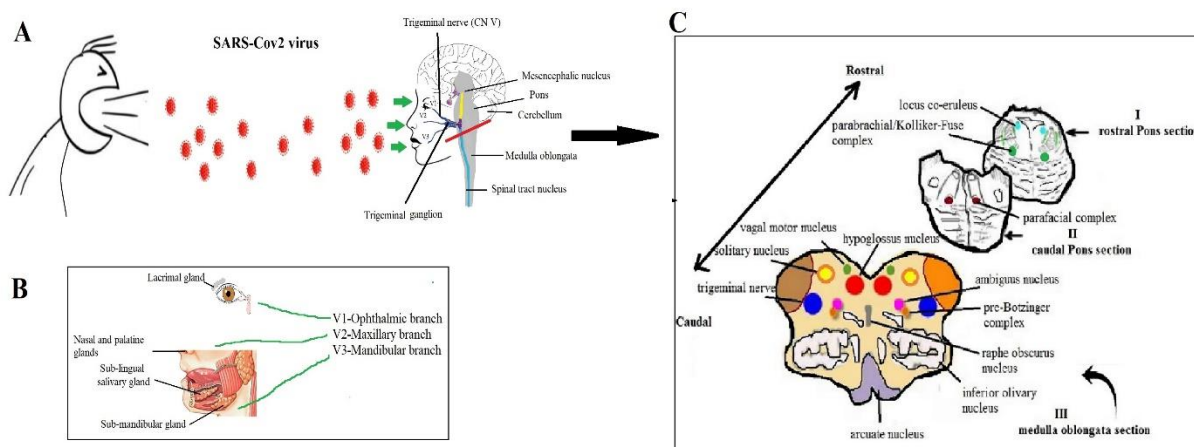 A
SARS-Cov2 virus
Trigeminal nerve (CN V)
Mesencephalic nucleus
Pons
Cerebellum
V1
V2
V3
Medulla oblongata
Spinal tract nucleus
Trigeminal ganglion
B
Lacrimal gland
V1-Ophthalmic branch
V2-Maxillary branch
V3-Mandibular branch
Nasal and palatine
glands
Sub-lingual
salivary gland
Sub-mandibular gland
C
Rostral
locus co-eruleus
parabrachial/Kolliker-Fuse
complex
I
rostral Pons section
parafacial complex
II
caudal Pons section
vagal motor nucleus
hypoglossus nucleus
solitary nucleus
ambiguus nucleus
trigeminal nerve
pre-Botzinger
complex
Caudal
raphe obscurus
nucleus
inferior olivary
nucleus
arcuate nucleus
III
medulla oblongata section